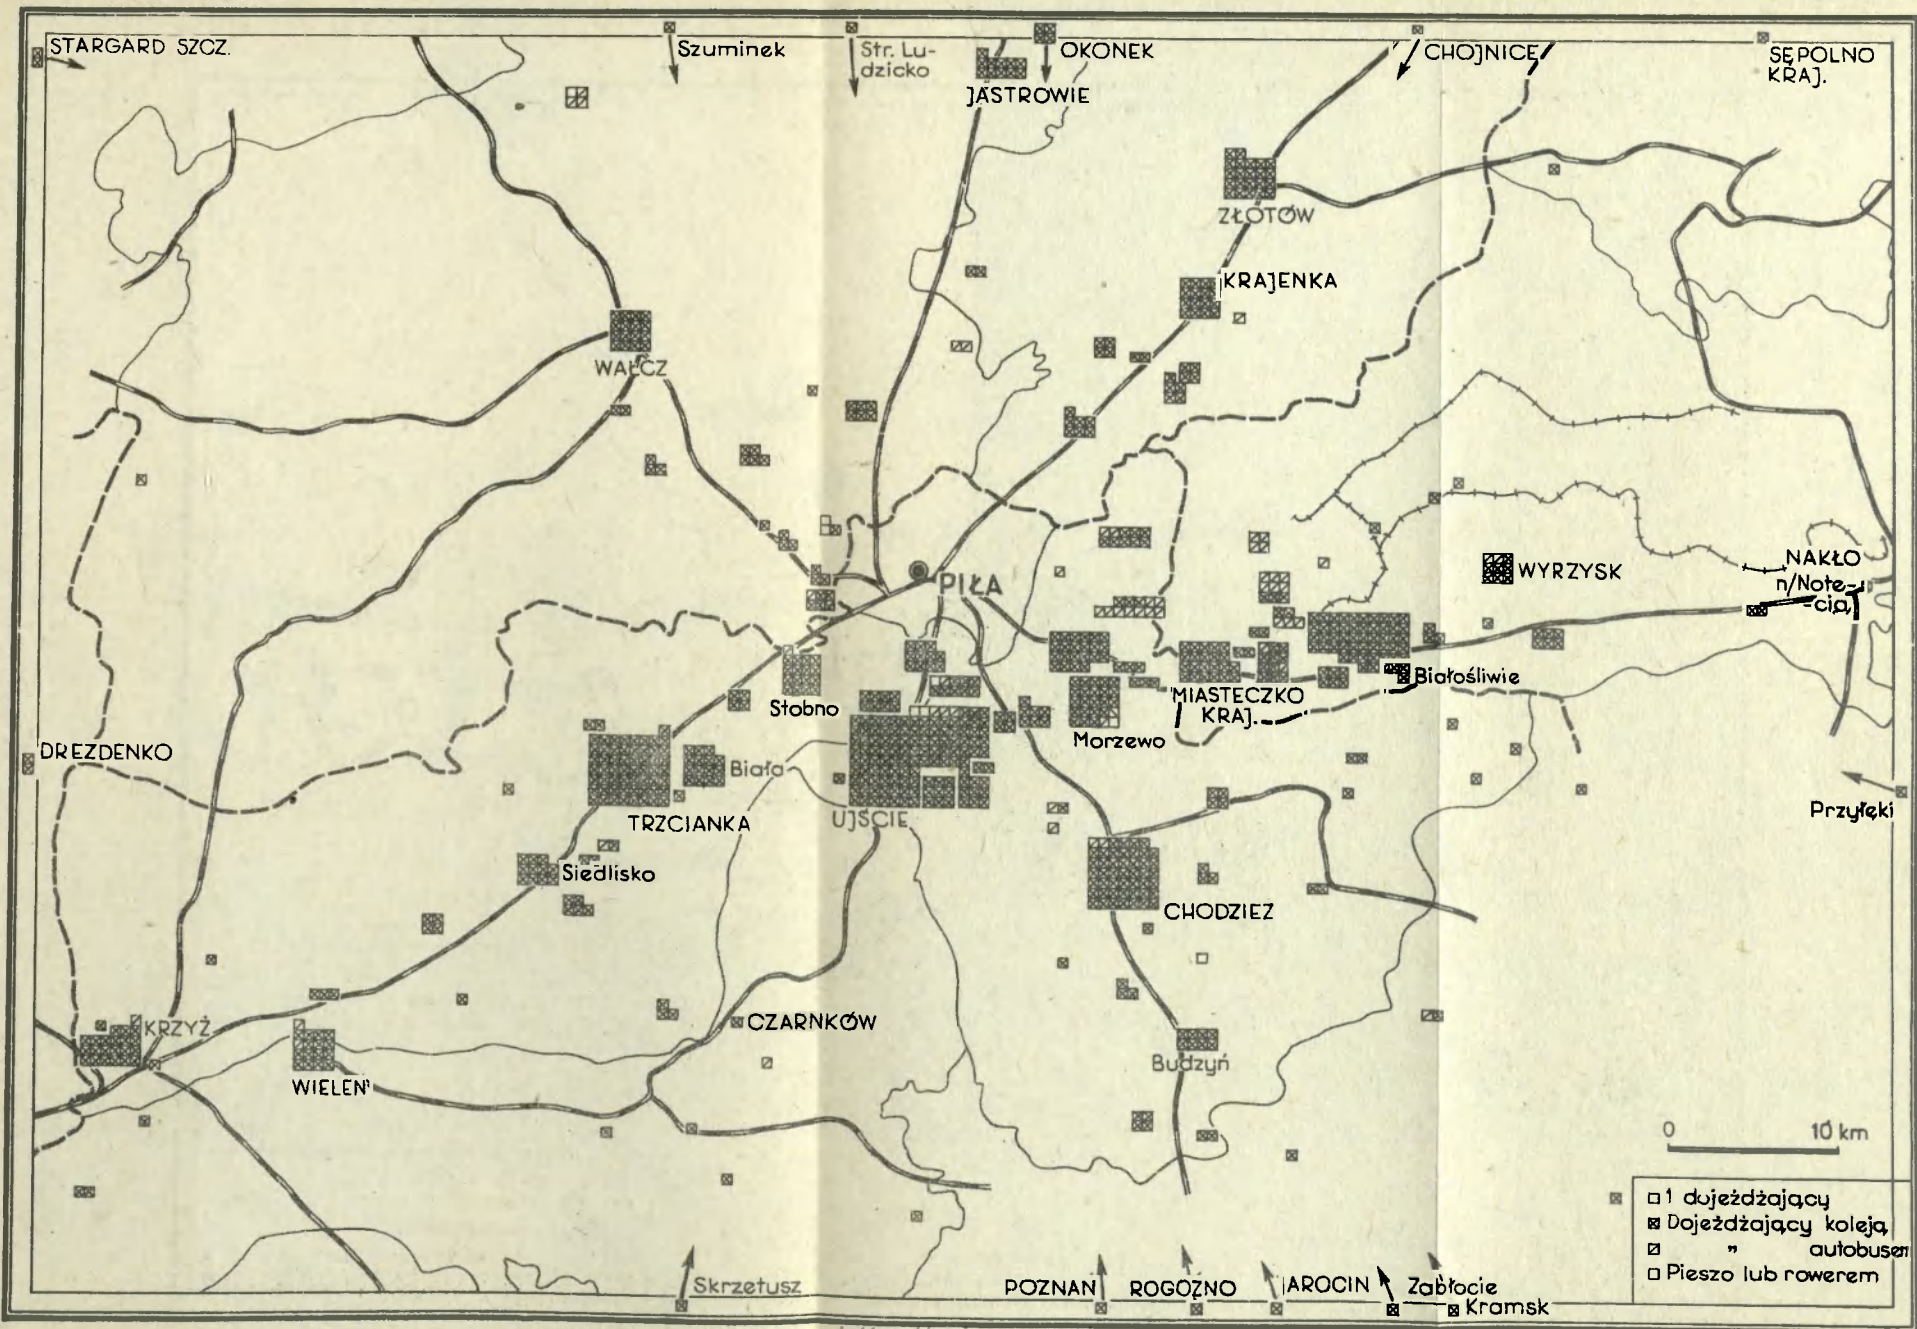 STARGARD SZCZ.
Szuminek
Str. Lu-
dzicko
OKONEK
CHOJNICE
SĘPOLNO
KRAJ.
JASTROWIE
ZŁOTÓW
KRAJENKA
WAŁCZ
PIŁA
WYRZYSK
NAKŁO
n/Note-
-cią
Stobno
MIASTECZKO
KRAJ.
Białośliwie
Morzewo
DREZDENKO
Biała
TRZCIANKA
UJŚCIE
Przyłęki
Siedlisko
CHODZIEZ
KRZYŻ
CZARNKÓW
WIELEŃ
Budzyń
0 10 km
1 dojeżdżający
Dojeżdżający koleją
" autobusem
Pieszo lub rowerem
Skrzetusz
POZNAŃ
ROGOŹNO
JAROCIN
Zabłocie
Kramsk